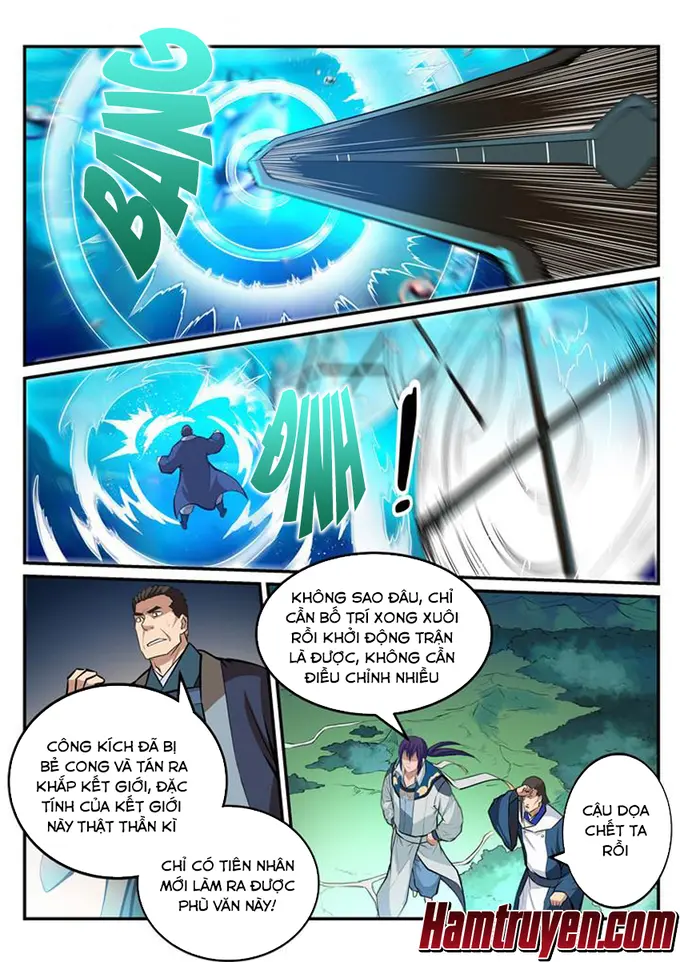 BANG
ĐINH
!
KHÔNG SAO ĐÂU, CHỈ
CẦN BỐ TRÍ XONG XUÔI
RỒI KHỞI ĐỘNG TRẬN
LÀ ĐƯỢC, KHÔNG CẦN
ĐIỀU CHỈNH NHIỀU
CÔNG KÍCH ĐÃ BỊ
BẺ CONG VÀ TÁN RA
KHẮP KẾT GIỚI, ĐẶC
TÍNH CỦA KẾT GIỚI
NÀY THẬT THẦN KÌ
CHỈ CÓ TIÊN NHÂN
MỚI LÀM RA ĐƯỢC
PHÙ VĂN NÀY!
CẬU DỌA
CHẾT TA
RỒI
Hamtruyen.com